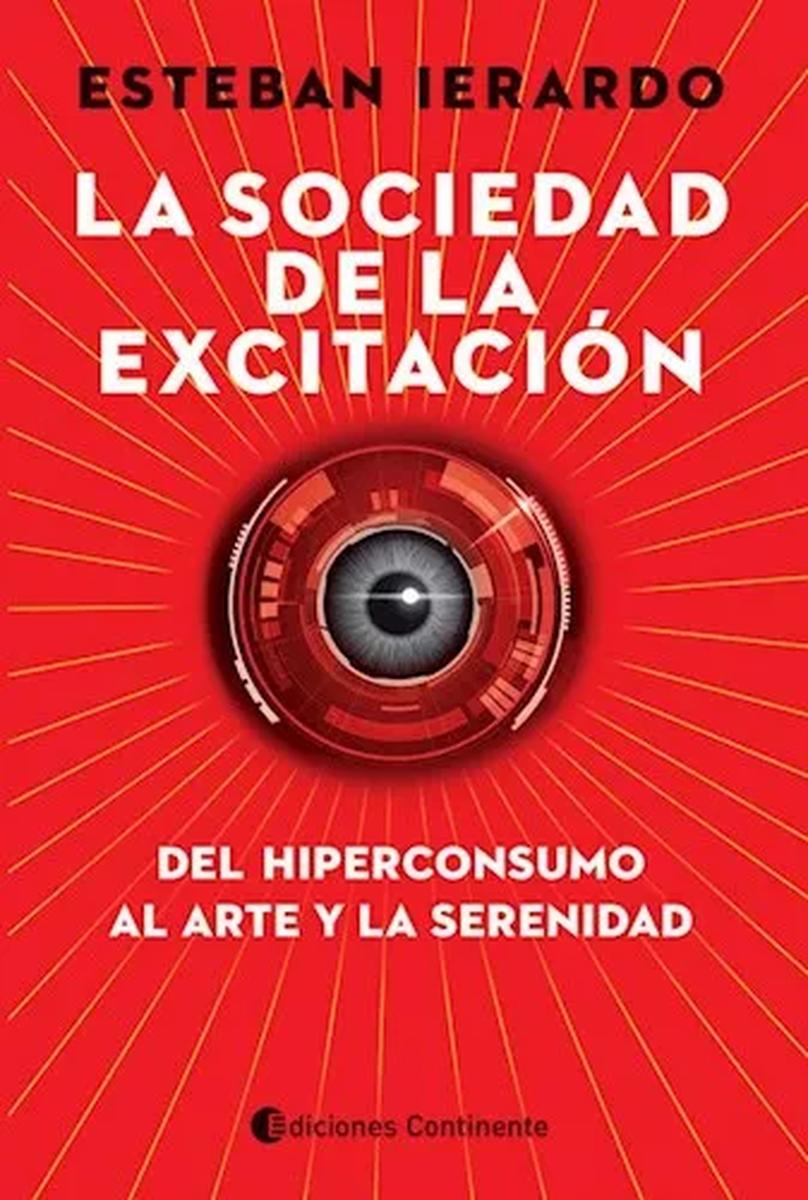 ESTEBAN IERARDO
LA SOCIEDAD
DE LA
EXCITACIÓN
DEL HIPERCONSUMO
AL ARTE Y LA SERENIDAD
Ediciones Continente